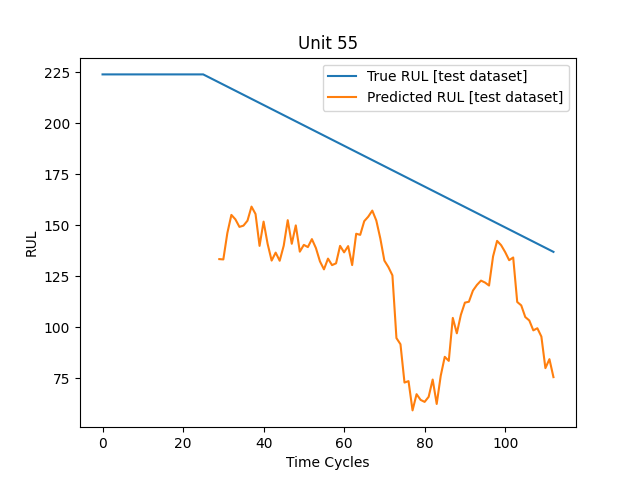 Unit 55
True RUL [test dataset]
Predicted RUL [test dataset]
225
200
175
150
125
100
75
RUL
0 20 40 60 80 100
Time Cycles